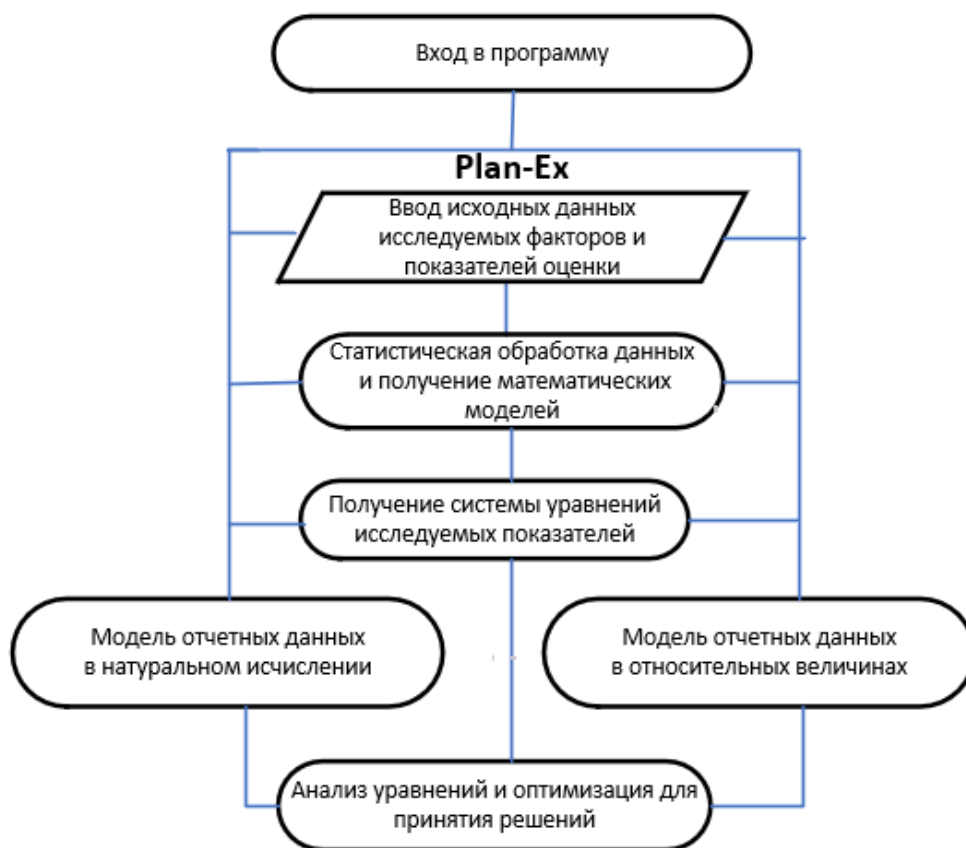 Вход в программу
Plan-Ex
Ввод исходных данных
исследуемых факторов и
показателей оценки
Статистическая обработка данных
и получение математических
моделей
Получение системы уравнений
исследуемых показателей
Модель отчетных данных
в натуральном исчислении
Модель отчетных данных
в относительных величинах
Анализ уравнений и оптимизация для
принятия решений